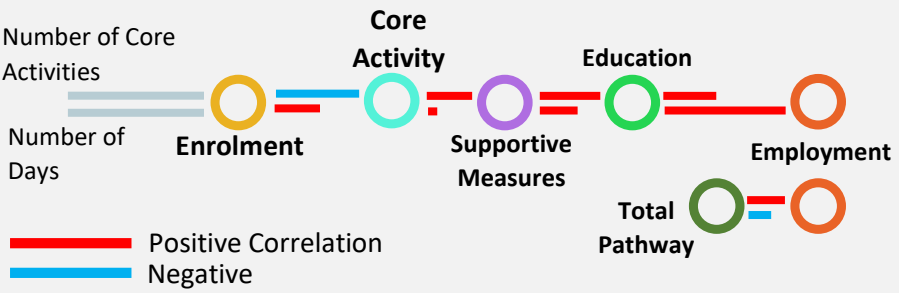 Number of Core
Activities
Number of
Days
Enrolment
Core
Activity
Supportive
Measures
Education
Employment
Total
Pathway
Positive Correlation
Negative